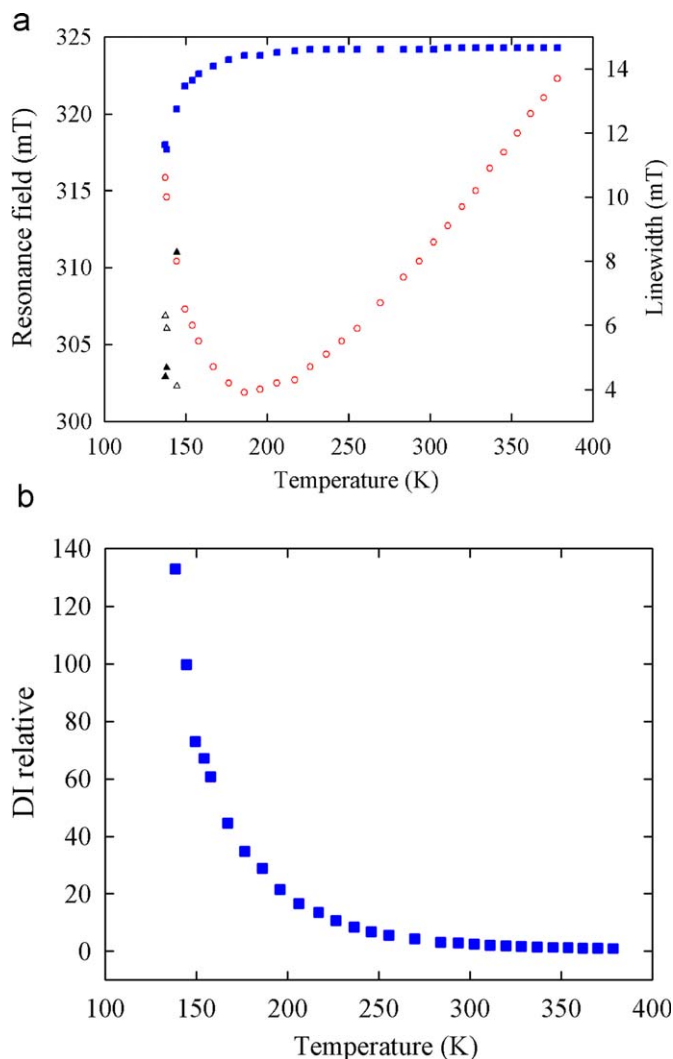 a
325
320
315
310
305
300
Resonance field (mT)
14
12
10
8
6
4
Linewidth (mT)
100 150 200 250 300 350 400
Temperature (K)
b
140
120
100
80
60
40
20
0
DI relative
100 150 200 250 300 350 400
Temperature (K)